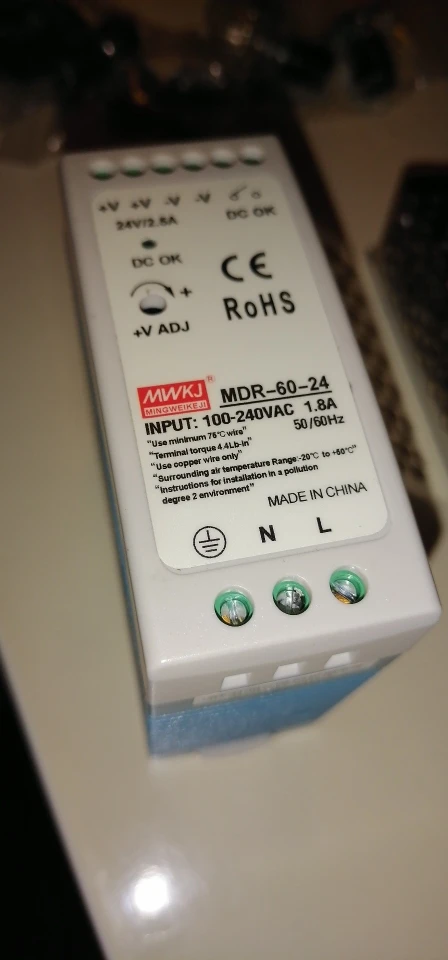 +V +V -V -V
DC OK
24V/2.5A
DC OK
+
+V ADJ
CE
RoHS
MWKJ®
MINGWEIKEJI
MDR-60-24
INPUT: 100-240VAC 1.8A
50/60Hz
"Use minimum 75℃ wire"
"Terminal torque 4.4Lb-in"
"Use copper wire only"
"Surrounding air temperature Range:-20℃ to +50℃"
"Instructions for installation in a pollution
degree 2 environment"
MADE IN CHINA
N L